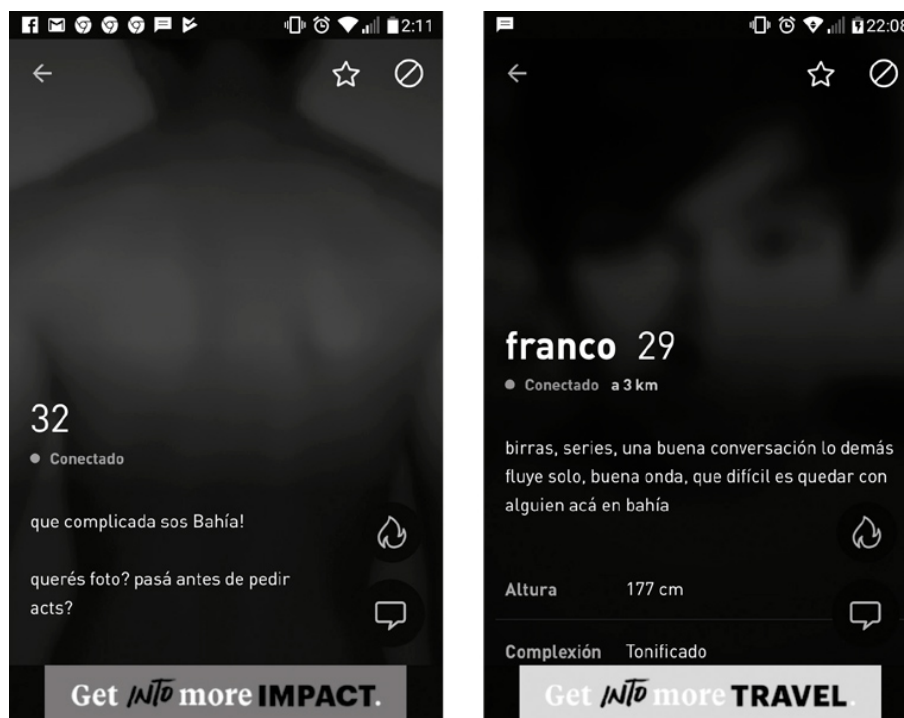 2:11
32
Conectado
que complicada sos Bahía!
querés foto? pasá antes de pedir
acts?
Get INTO more IMPACT.
22:08
franco 29
Conectado a 3 km
birras, series, una buena conversación lo demás
fluye solo, buena onda, que difícil es quedar con
alguien acá en bahía
Altura 177 cm
Complexión Tonificado
Get INTO more TRAVEL.